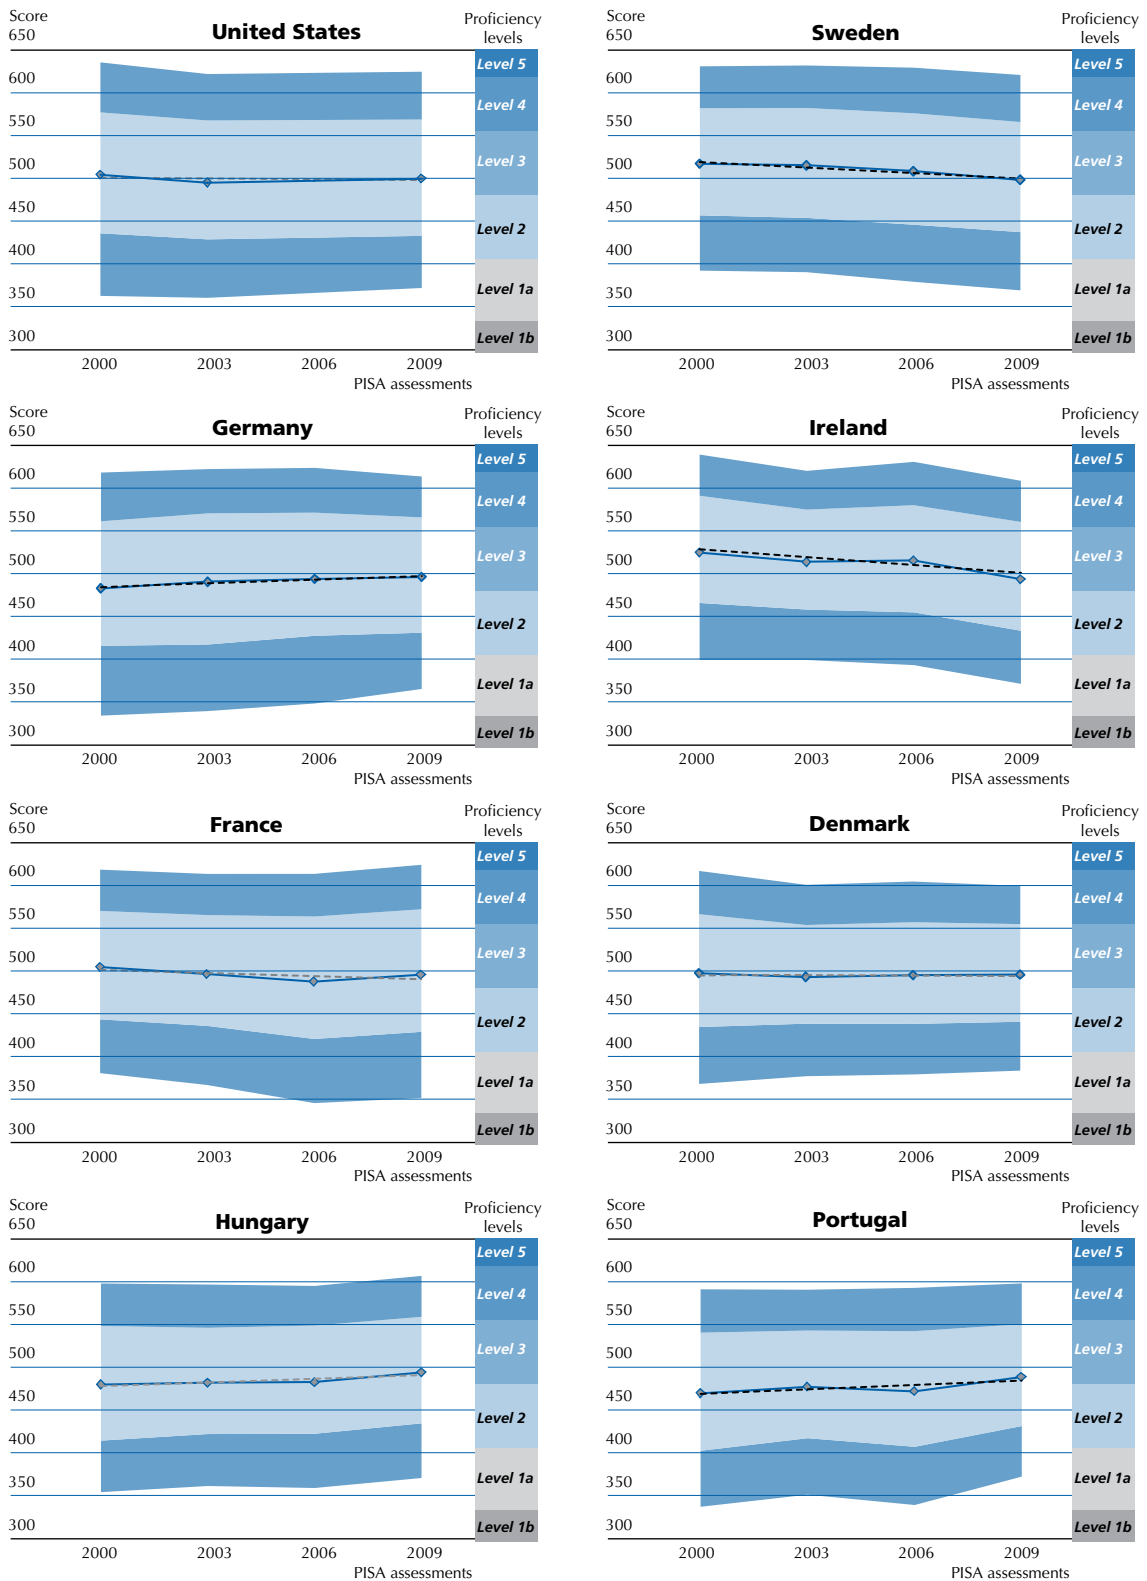 Score
650
United States
Proficiency
levels
600
550
500
450
400
350
300
Level 5
Level 4
Level 3
Level 2
Level 1a
Level 1b
2000 2003 2006 2009
PISA assessments
Score
650
Sweden
Proficiency
levels
600
550
500
450
400
350
300
Level 5
Level 4
Level 3
Level 2
Level 1a
Level 1b
2000 2003 2006 2009
PISA assessments
Score
650
Germany
Proficiency
levels
600
550
500
450
400
350
300
Level 5
Level 4
Level 3
Level 2
Level 1a
Level 1b
2000 2003 2006 2009
PISA assessments
Score
650
Ireland
Proficiency
levels
600
550
500
450
400
350
300
Level 5
Level 4
Level 3
Level 2
Level 1a
Level 1b
2000 2003 2006 2009
PISA assessments
Score
650
France
Proficiency
levels
600
550
500
450
400
350
300
Level 5
Level 4
Level 3
Level 2
Level 1a
Level 1b
2000 2003 2006 2009
PISA assessments
Score
650
Denmark
Proficiency
levels
600
550
500
450
400
350
300
Level 5
Level 4
Level 3
Level 2
Level 1a
Level 1b
2000 2003 2006 2009
PISA assessments
Score
650
Hungary
Proficiency
levels
600
550
500
450
400
350
300
Level 5
Level 4
Level 3
Level 2
Level 1a
Level 1b
2000 2003 2006 2009
PISA assessments
Score
650
Portugal
Proficiency
levels
600
550
500
450
400
350
300
Level 5
Level 4
Level 3
Level 2
Level 1a
Level 1b
2000 2003 2006 2009
PISA assessments